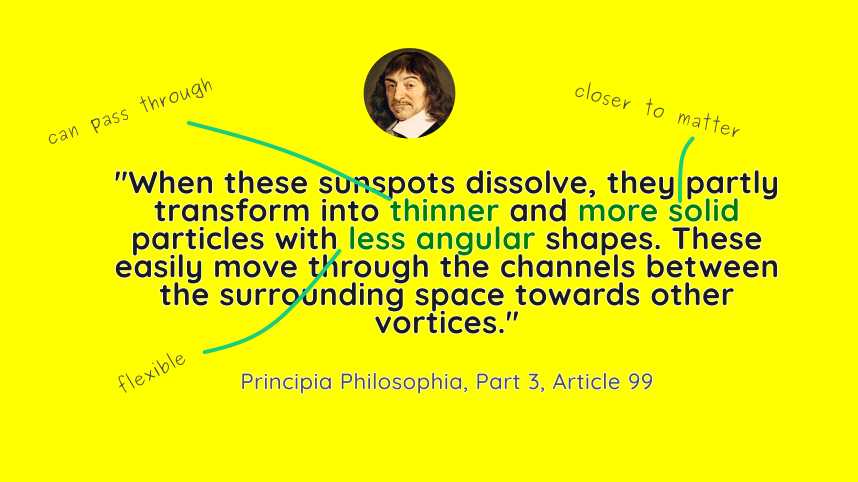 can pass through
closer to matter
"When these sunspots dissolve, they partly
transform into thinner and more solid
particles with less angular shapes. These
easily move through the channels between
the surrounding space towards other
vortices."
flexible
Principia Philosophia, Part 3, Article 99